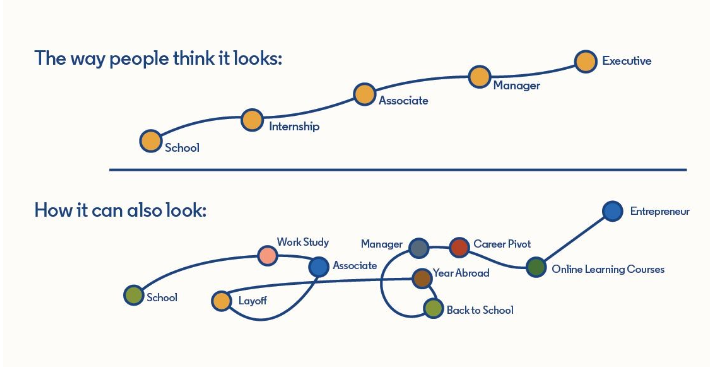 The way people think it looks:
Executive
Manager
Associate
Internship
School
How it can also look:
Entrepreneur
Work Study
Manager
Career Pivot
Associate
Online Learning Courses
Year Abroad
School
Layoff
Back to School